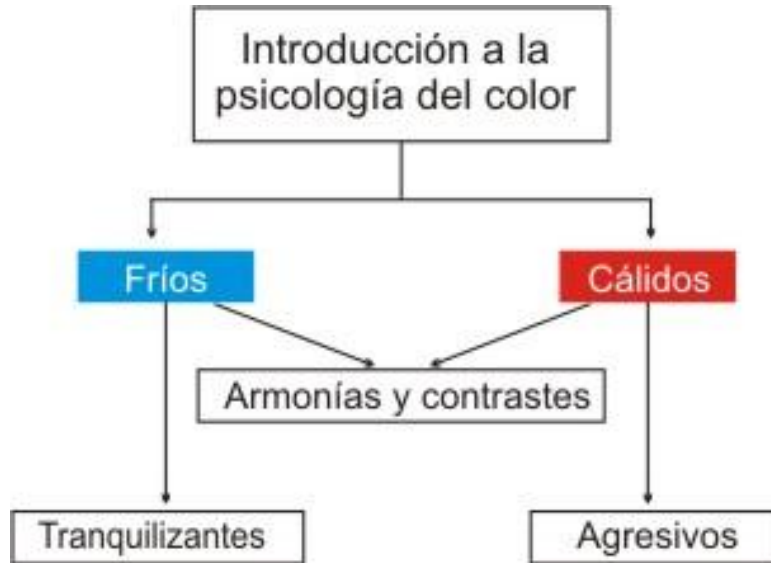 Introducción a la
psicología del color
Fríos
Cálidos
Armonías y contrastes
Tranquilizantes
Agresivos